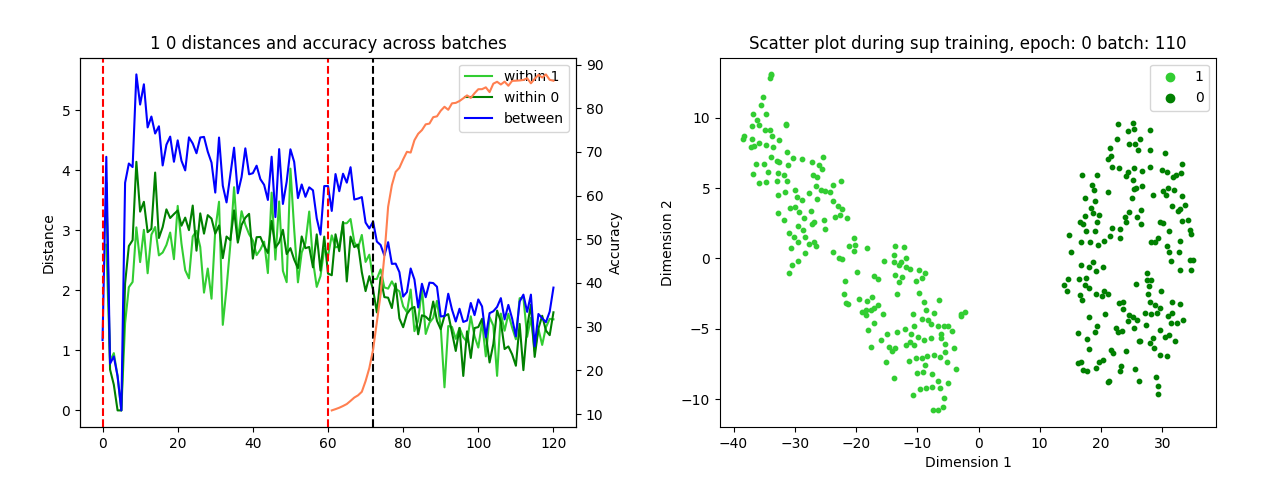 1 0 distances and accuracy across batches
Distance
5
4
3
2
1
0
within 1
within 0
between
90
80
70
60
50
40
30
20
10
Accuracy
0 20 40 60 80 100 120
Scatter plot during sup training, epoch: 0 batch: 110
Dimension 2
10
5
0
−5
−10
1
0
−40 −30 −20 −10 0 10 20 30
Dimension 1